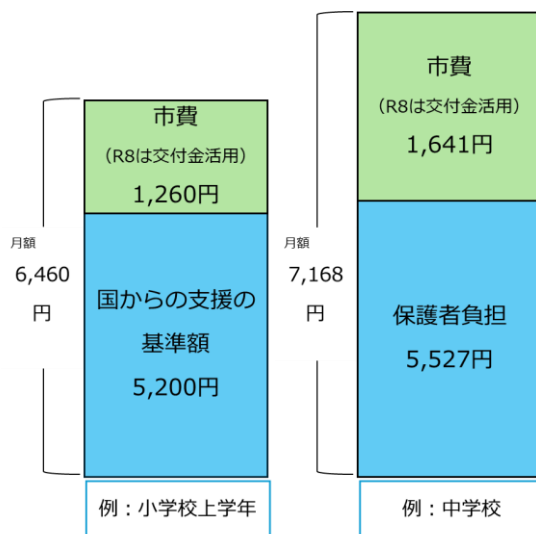 市費
（R8は交付金活用）
1,260円
月額
6,460
円
国からの支援の
基準額
5,200円
例：小学校上学年
市費
（R8は交付金活用）
1,641円
月額
7,168
円
保護者負担
5,527円
例：中学校